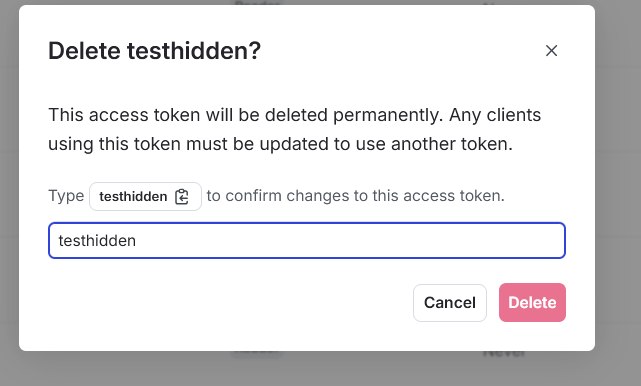 Delete testhidden?
This access token will be deleted permanently. Any clients
using this token must be updated to use another token.
Type testhidden to confirm changes to this access token.
testhidden
Cancel Delete
Never